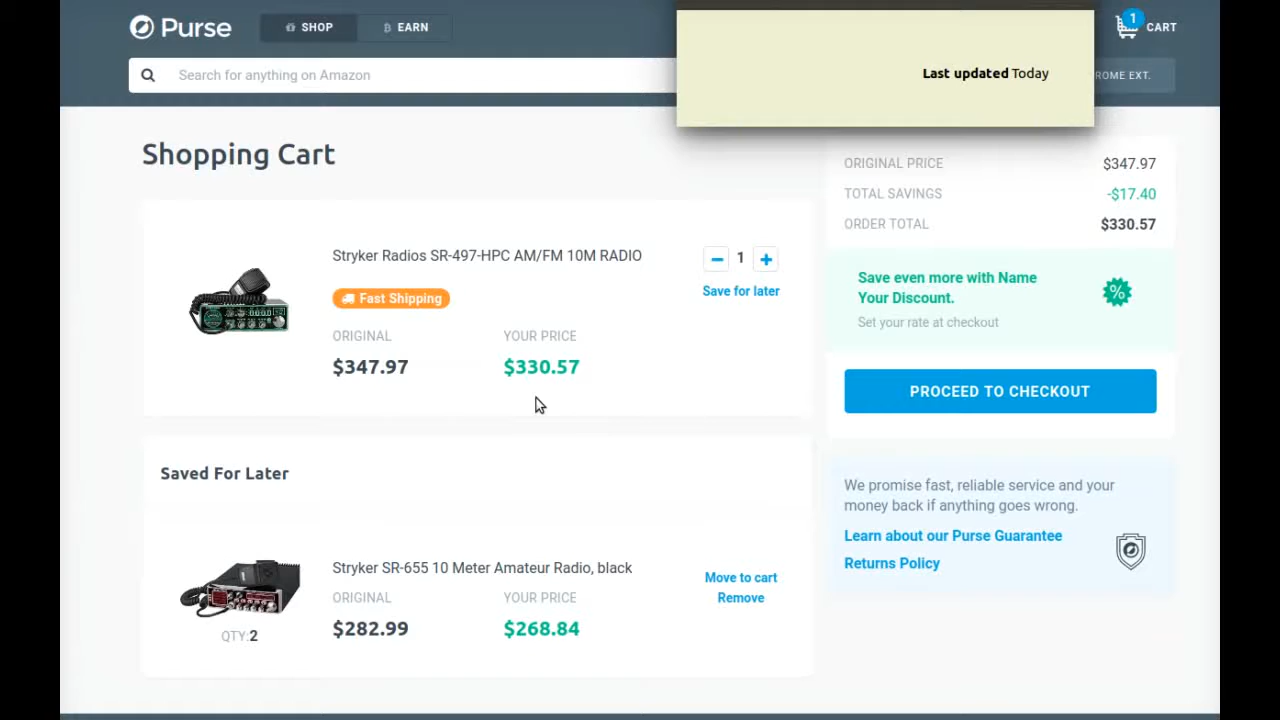 Purse
SHOP
EARN
1
CART
Search for anything on Amazon
Last updated Today
ROME EXT.
Shopping Cart
Stryker Radios SR-497-HPC AM/FM 10M RADIO
Fast Shipping
ORIGINAL
YOUR PRICE
$347.97
$330.57
1
Save for later
ORIGINAL PRICE
$347.97
TOTAL SAVINGS
-$17.40
ORDER TOTAL
$330.57
Save even more with Name
Your Discount.
Set your rate at checkout
%
PROCEED TO CHECKOUT
Saved For Later
Stryker SR-655 10 Meter Amateur Radio, black
ORIGINAL
YOUR PRICE
$282.99
$268.84
QTY:2
Move to cart
Remove
We promise fast, reliable service and your
money back if anything goes wrong.
Learn about our Purse Guarantee
Returns Policy